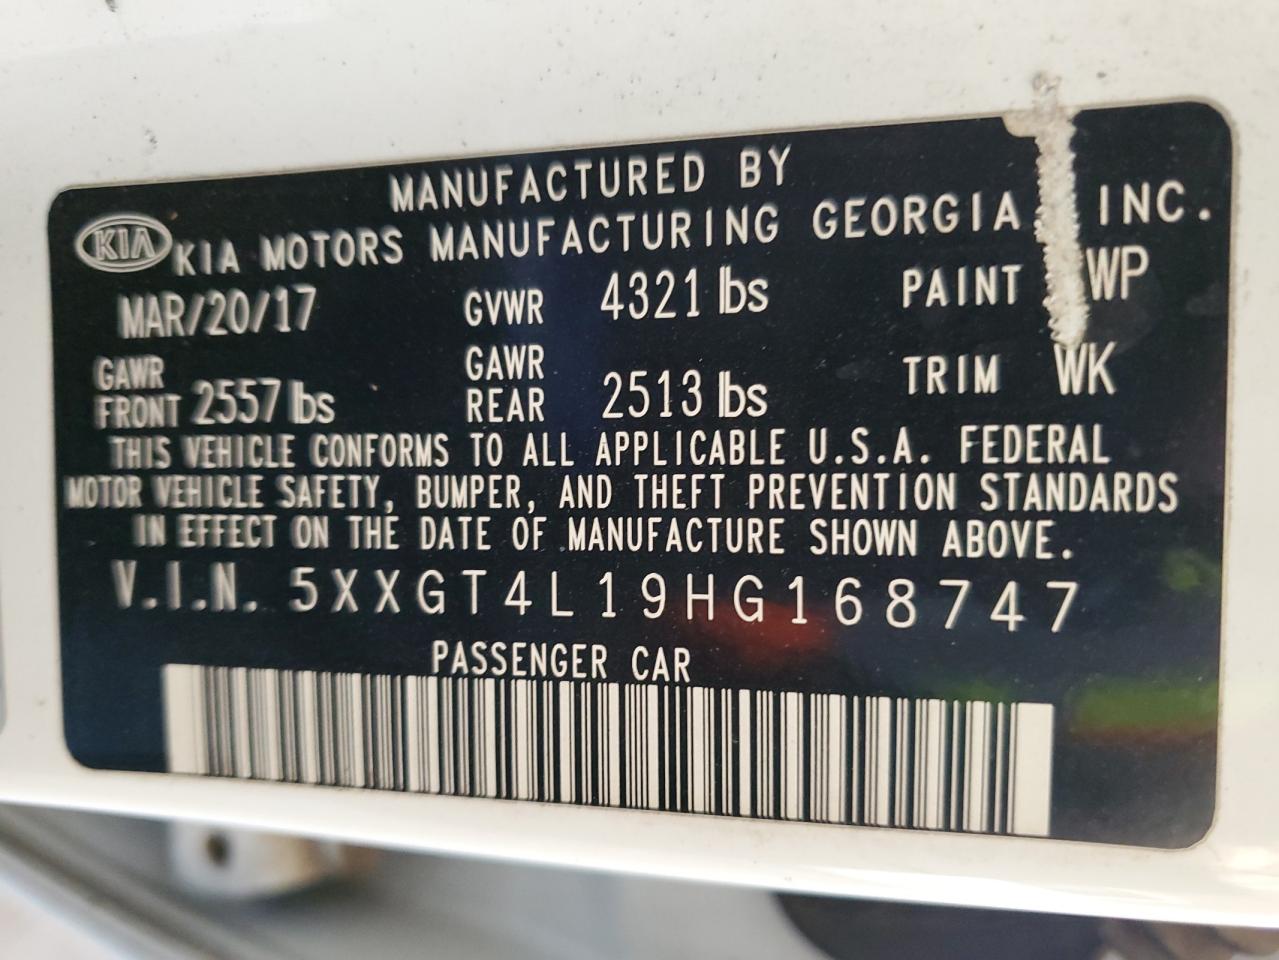 MANUFACTURED BY
KIA KIA MOTORS MANUFACTURING GEORGIA INC.
MAR/20/17 GVWR 4321 lbs PAINT WP
GAWR FRONT 2557 lbs GAWR REAR 2513 lbs TRIM WK
THIS VEHICLE CONFORMS TO ALL APPLICABLE U.S.A. FEDERAL
MOTOR VEHICLE SAFETY, BUMPER, AND THEFT PREVENTION STANDARDS
IN EFFECT ON THE DATE OF MANUFACTURE SHOWN ABOVE.
V.I.N. 5XXGT4L19HG168747
PASSENGER CAR